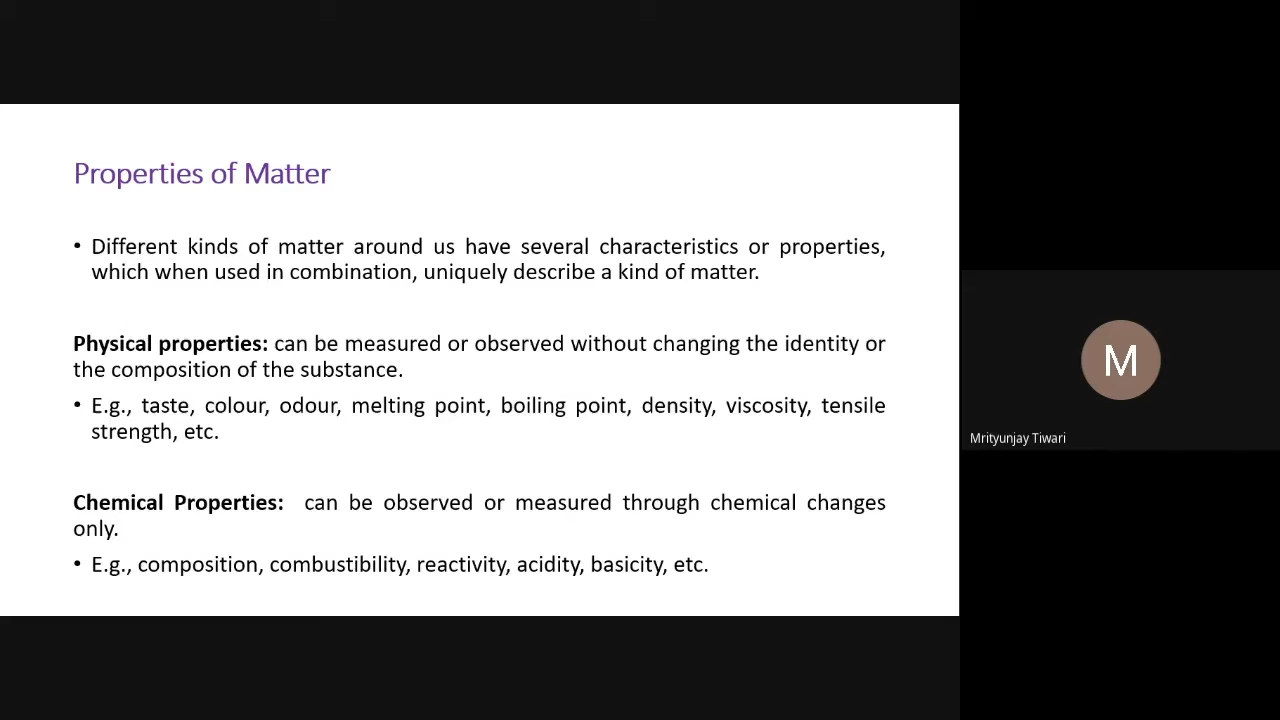 Properties of Matter
• Different kinds of matter around us have several characteristics or properties,
which when used in combination, uniquely describe a kind of matter.
Physical properties: can be measured or observed without changing the identity or
the composition of the substance.
• E.g., taste, colour, odour, melting point, boiling point, density, viscosity, tensile
strength, etc.
Chemical Properties: can be observed or measured through chemical changes
only.
• E.g., composition, combustibility, reactivity, acidity, basicity, etc.
M
Mrityunjay Tiwari